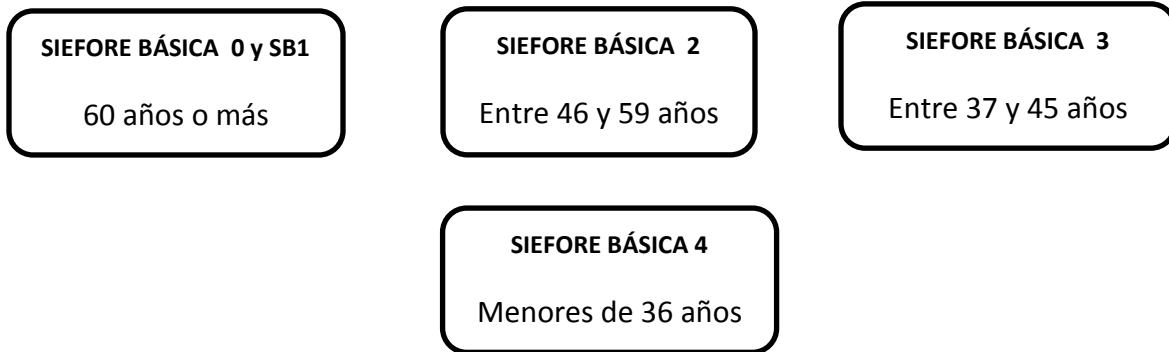 SIEFORE BÁSICA 0 y SB1
60 años o más
SIEFORE BÁSICA 2
Entre 46 y 59 años
SIEFORE BÁSICA 3
Entre 37 y 45 años
SIEFORE BÁSICA 4
Menores de 36 años